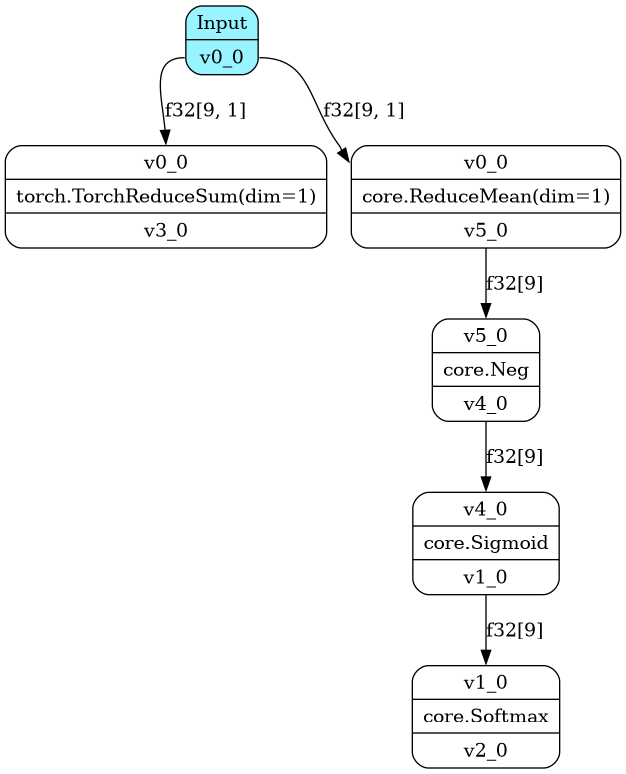 Input
v0_0
f32[9, 1]
f32[9, 1]
v0_0
torch.TorchReduceSum(dim=1)
v3_0
v0_0
core.ReduceMean(dim=1)
v5_0
f32[9]
v5_0
core.Neg
v4_0
f32[9]
v4_0
core.Sigmoid
v1_0
f32[9]
v1_0
core.Softmax
v2_0